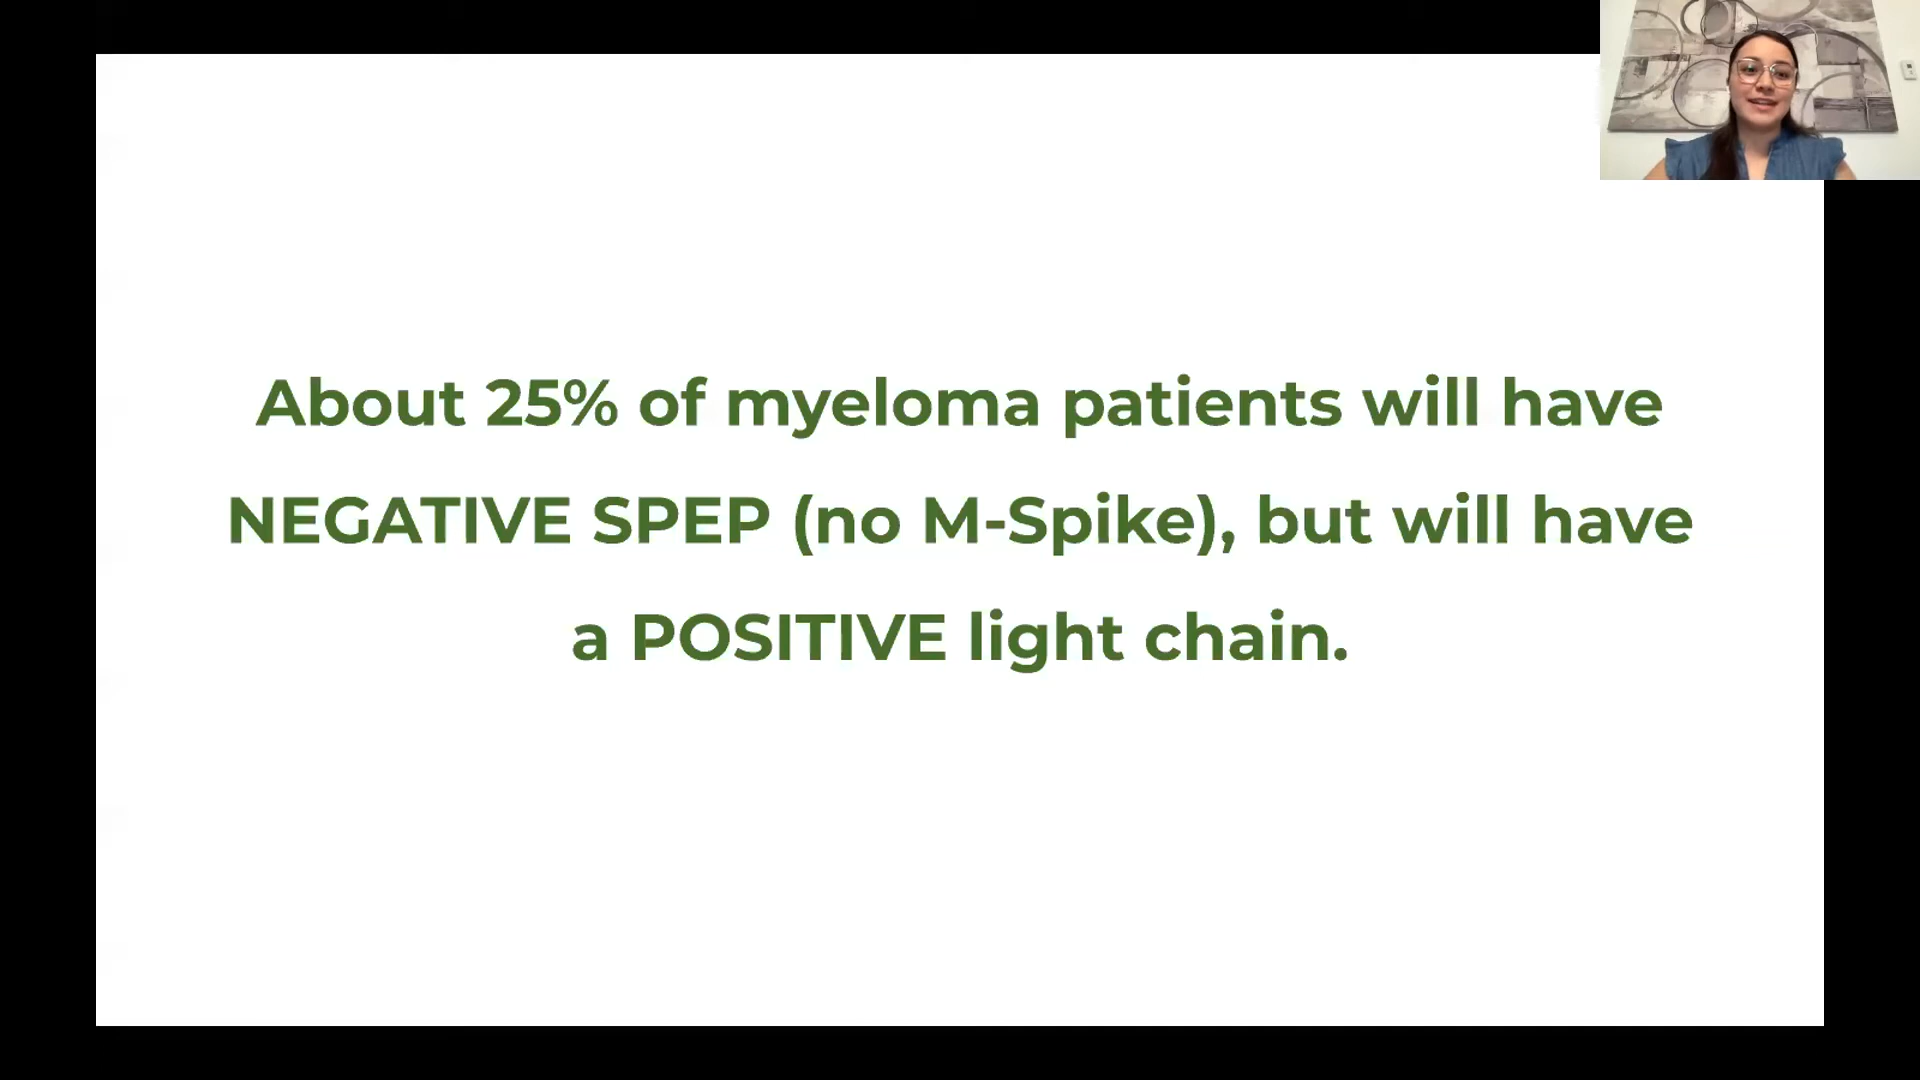 About 25% of myeloma patients will have
NEGATIVE SPEP (no M-Spike), but will have
a POSITIVE light chain.